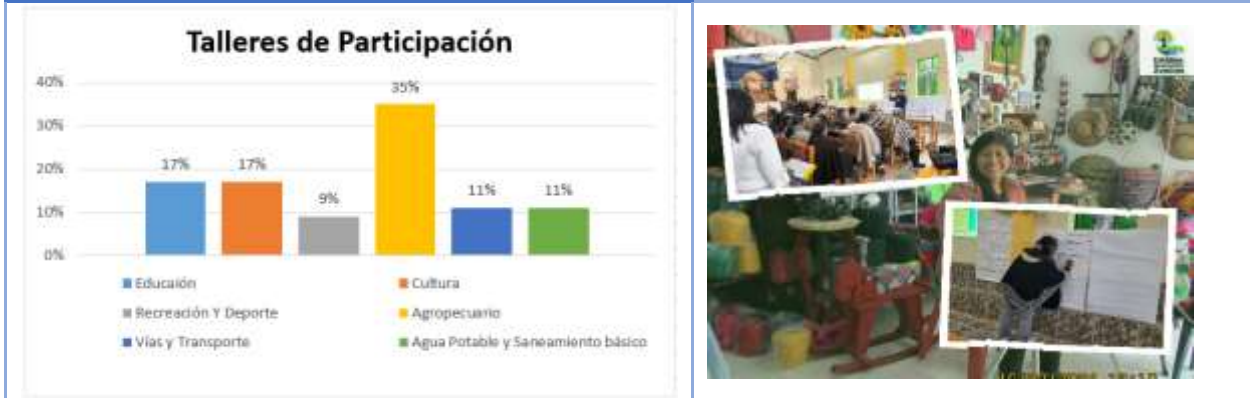 Talleres de Participación
40%
35%
30%
20%
17%
17%
11%
11%
10%
9%
0%
Educaión
Cultura
Recreación Y Deporte
Agropecuario
Vías y Transporte
Agua Potable y Saneamiento básico